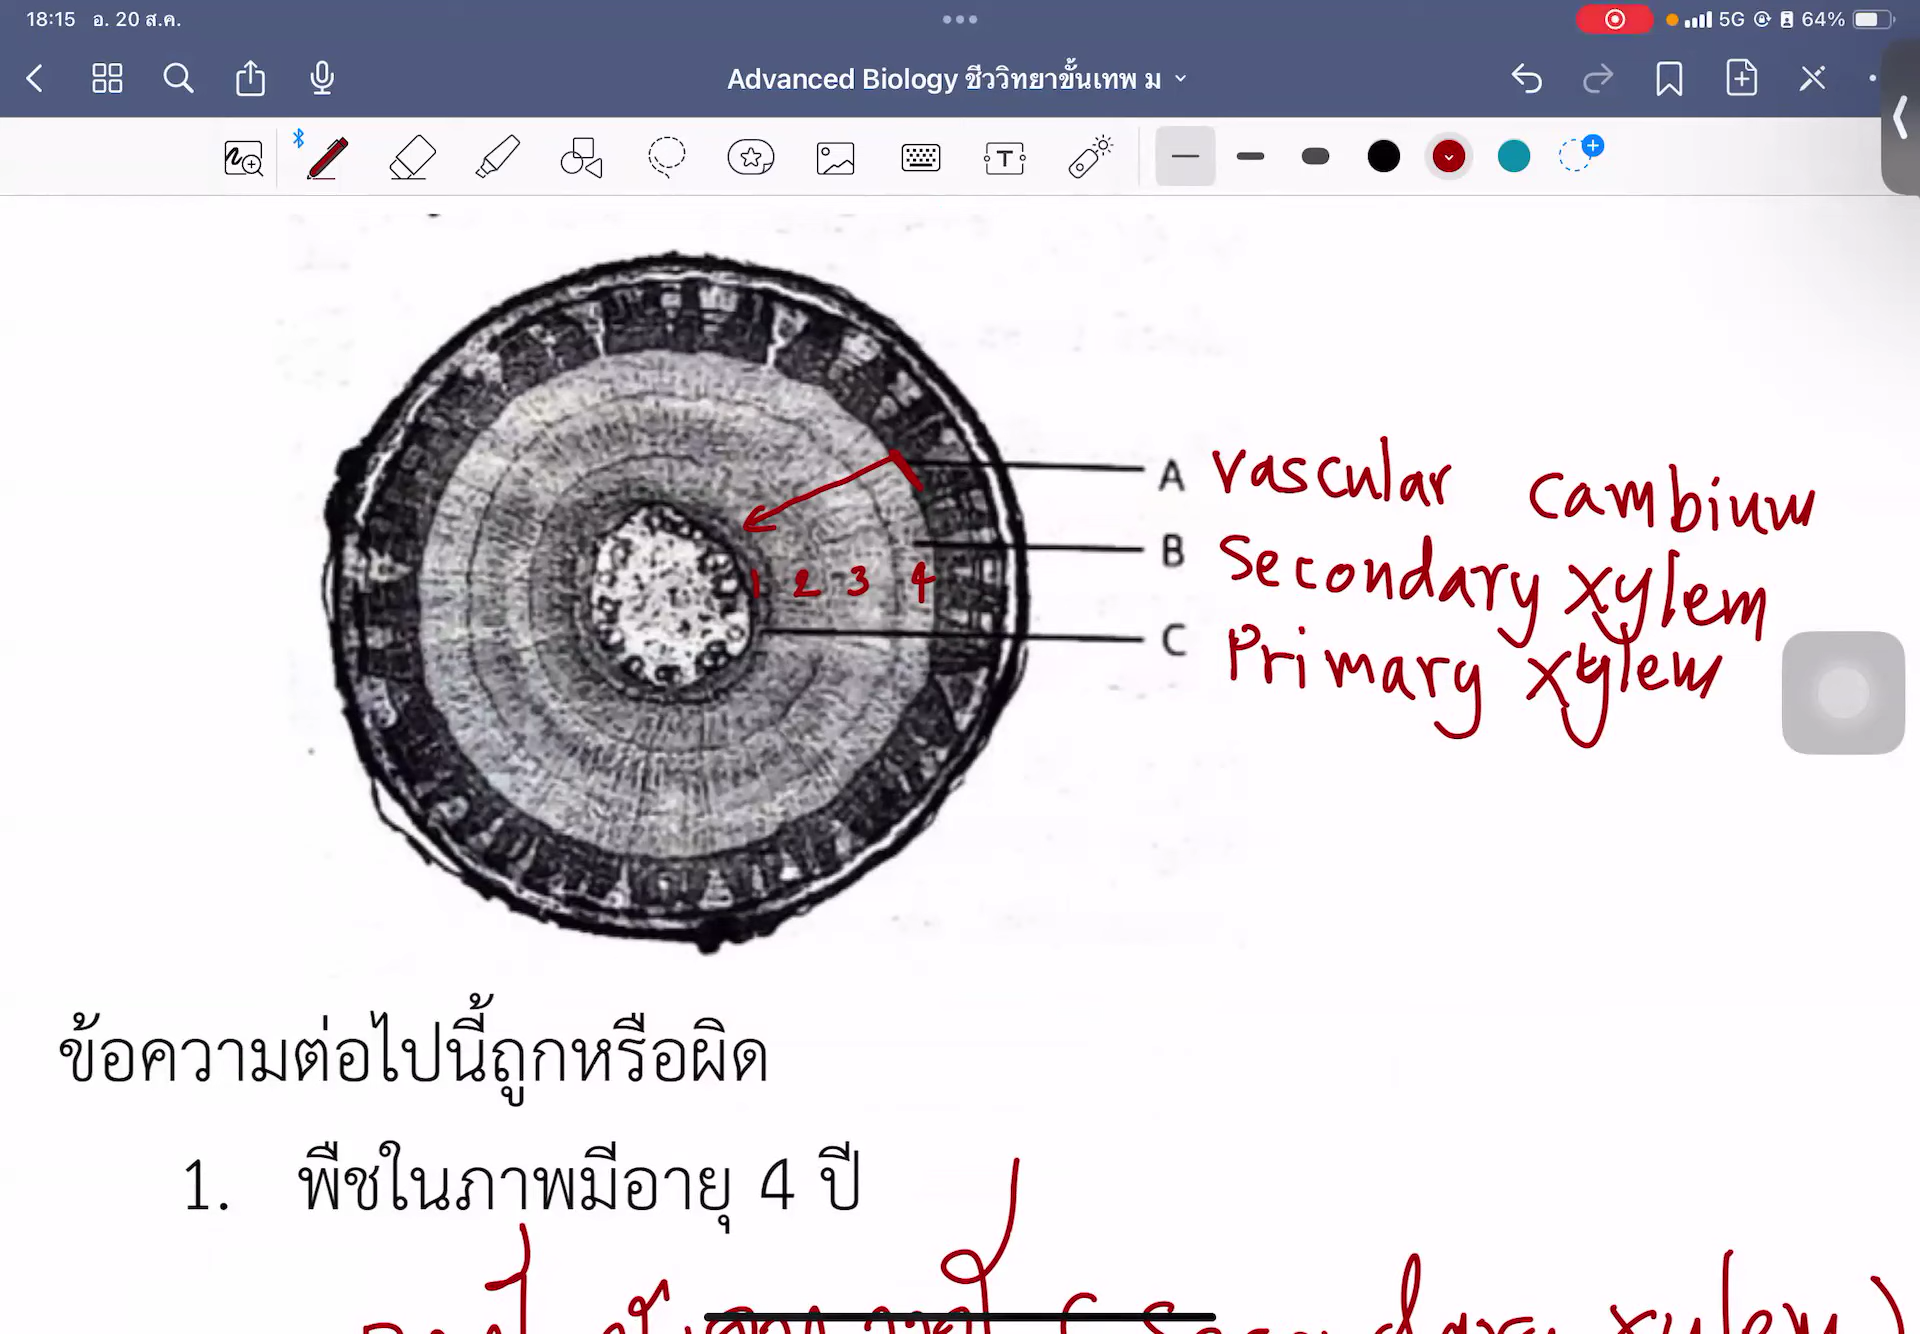 18:15 อ. 20 ส.ค.
5G 64%
Advanced Biology ชีววิทยาขั้นเทพ ม
T
A Vascular Cambium
B Secondary xylem
1 2 3 4
C Primary xylem
ข้อความต่อไปนี้ถูกหรือผิด
1. พืชในภาพมีอายุ 4 ปี
(Secondary xylem)